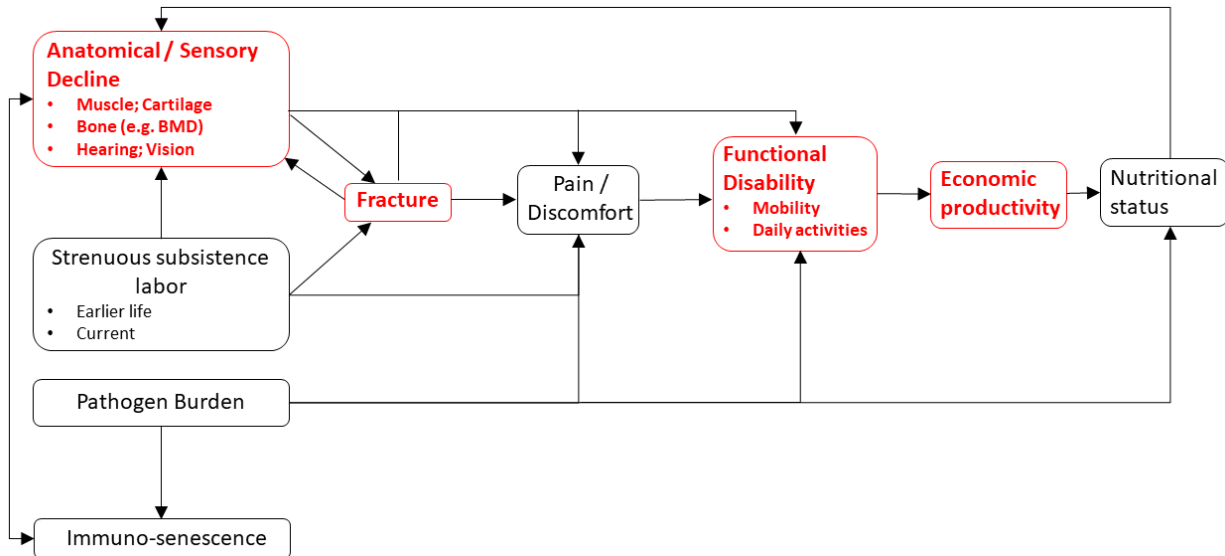 Anatomical / Sensory
Decline
• Muscle; Cartilage
• Bone (e.g. BMD)
• Hearing; Vision
Fracture
Pain /
Discomfort
Functional
Disability
• Mobility
• Daily activities
Economic
productivity
Nutritional
status
Strenuous subsistence
labor
• Earlier life
• Current
Pathogen Burden
Immuno-senescence